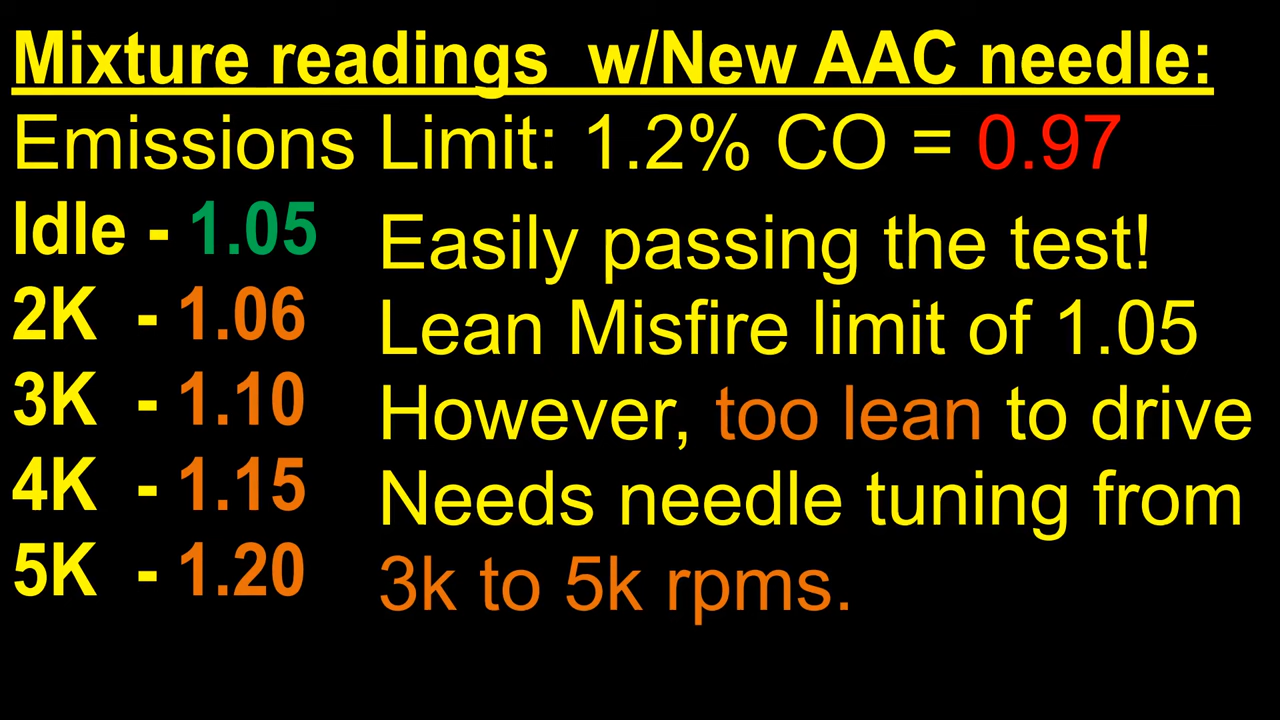 Mixture readings w/New AAC needle:
Emissions Limit: 1.2% CO = 0.97
Idle - 1.05 Easily passing the test!
2K - 1.06 Lean Misfire limit of 1.05
3K - 1.10 However, too lean to drive
4K - 1.15 Needs needle tuning from
5K - 1.20 3k to 5k rpms.